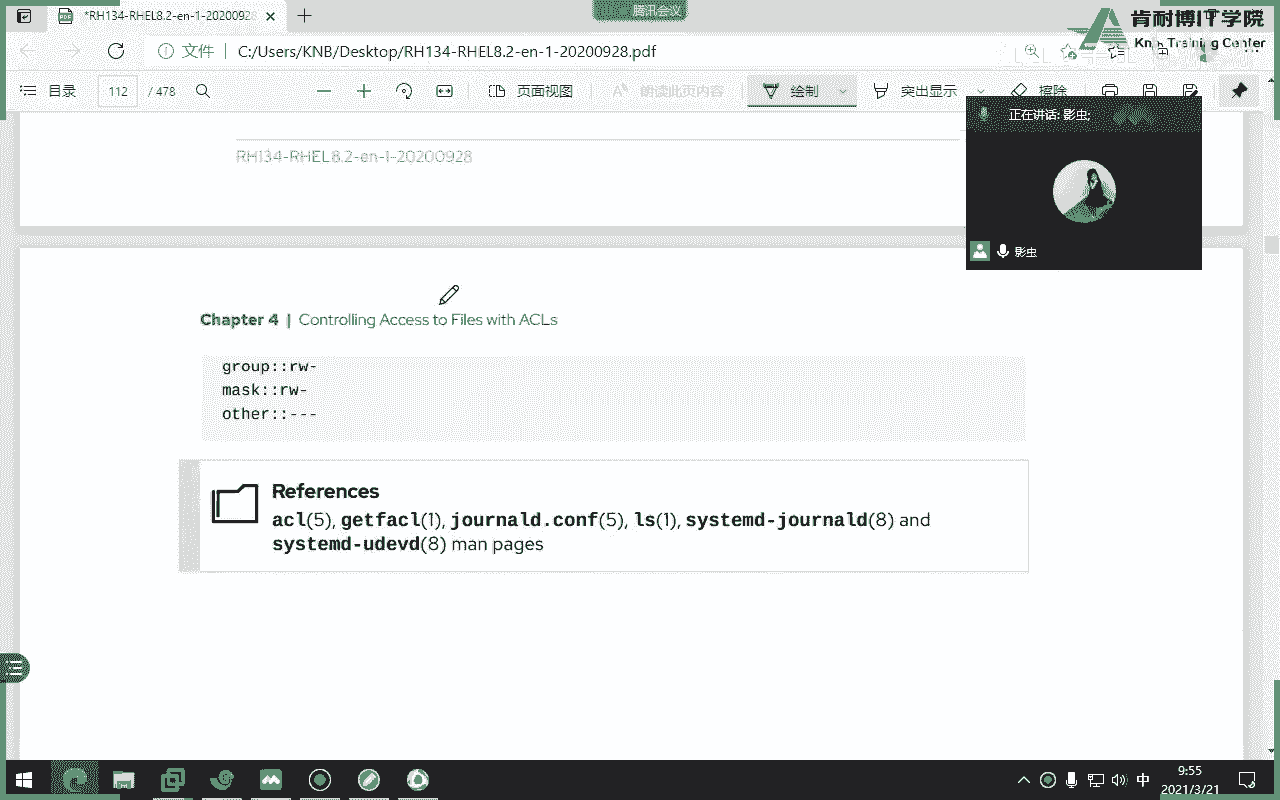 腾讯会议
*RH134-RHEL8.2-en-1-20200928
肯耐博IT学院
KnB Training Center
文件
C:/Users/KNB/Desktop/RH134-RHEL8.2-en-1-20200928.pdf
目录
112
/ 478
页面视图
朗读此页内容
绘制
突出显示
擦除
正在讲话: 影虫;
影虫
RH134-RHEL8.2-en-1-20200928
Chapter 4 | Controlling Access to Files with ACLs
group::rw-
mask::rw-
other::---
References
acl(5), getfacl(1), journald.conf(5), ls(1), systemd-journald(8) and
systemd-udevd(8) man pages
中
9:55
2021/3/21